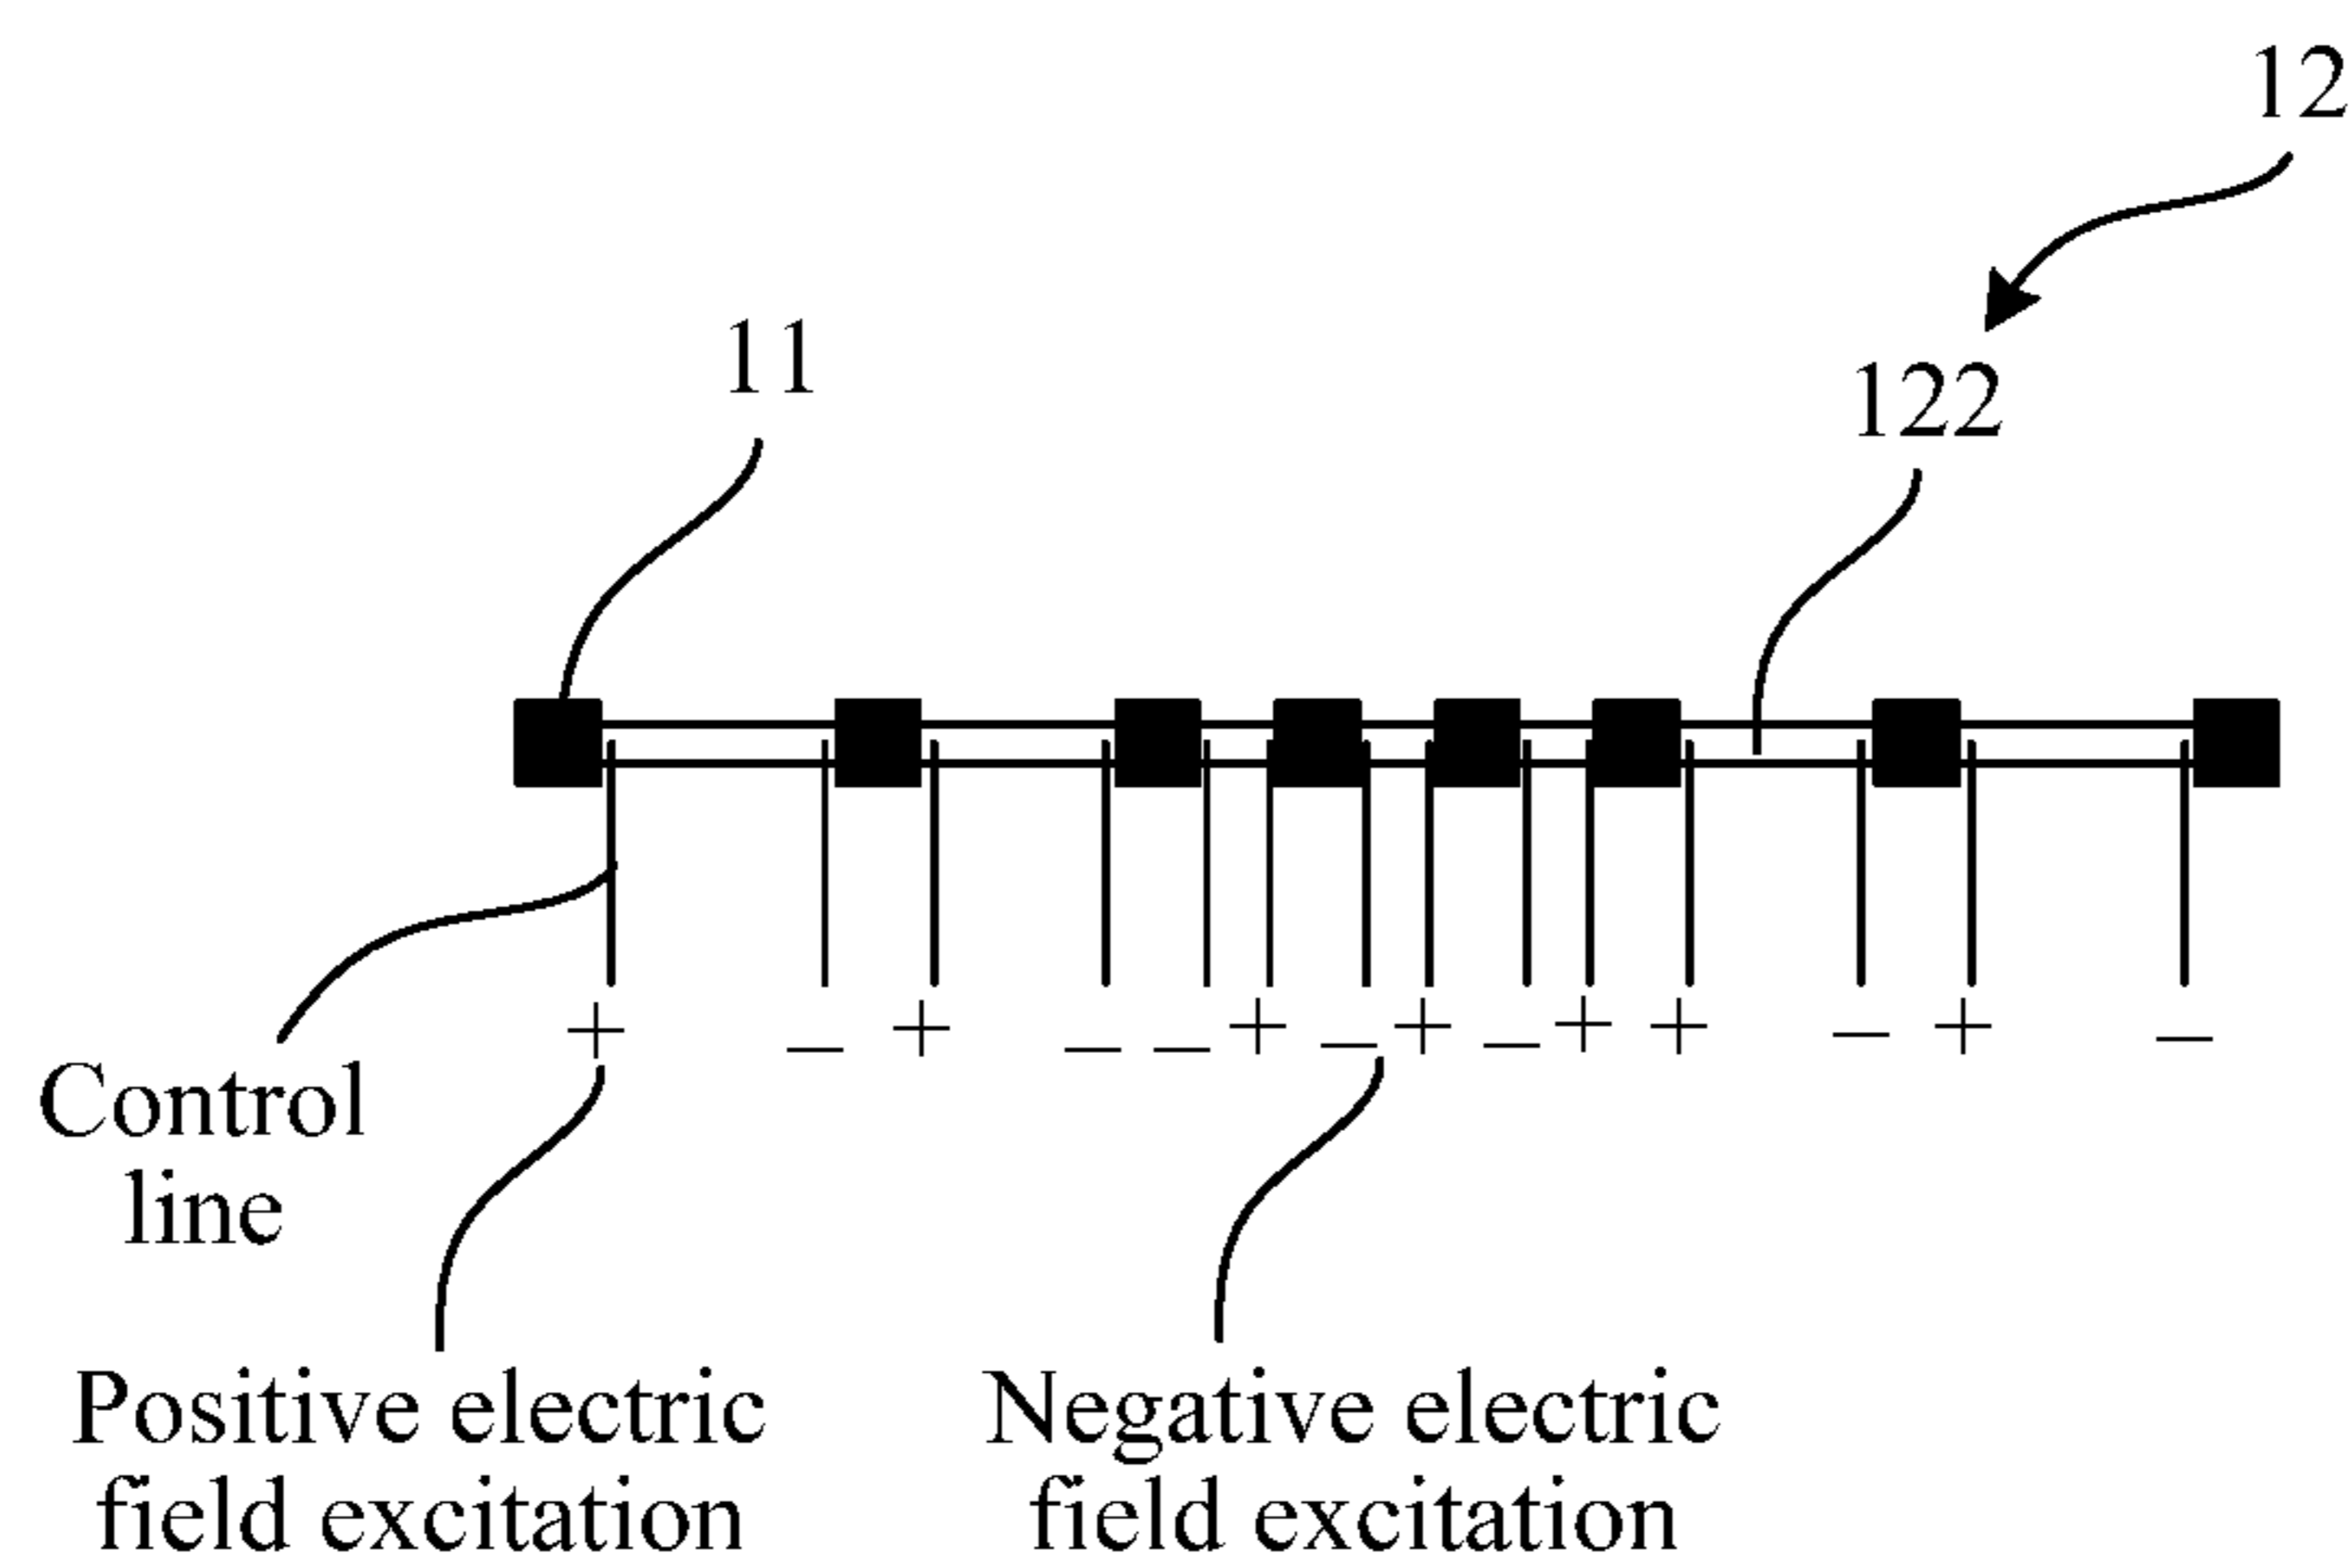 12
11
122
+ − + − − + − + − + + − + −
Control
line
Positive electric
field excitation
Negative electric
field excitation